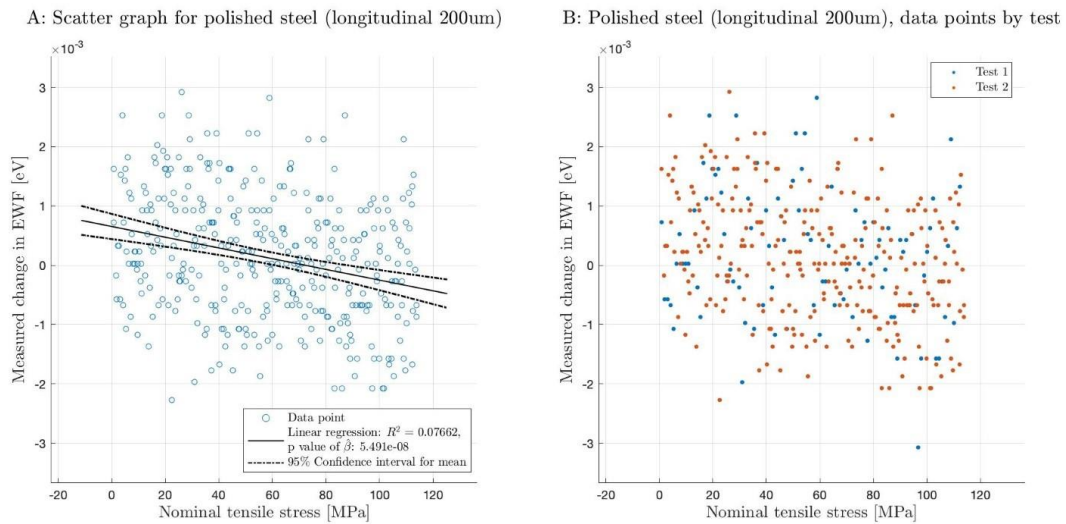 A: Scatter graph for polished steel (longitudinal 200um)
×10⁻³
3
2
1
0
-1
-2
-3
Measured change in EWF [eV]
-20 0 20 40 60 80 100 120
Nominal tensile stress [MPa]
Data point
Linear regression: R² = 0.07662,
p value of β̂: 5.491e-08
95% Confidence interval for mean
B: Polished steel (longitudinal 200um), data points by test
×10⁻³
3
2
1
0
-1
-2
-3
Measured change in EWF [eV]
-20 0 20 40 60 80 100 120
Nominal tensile stress [MPa]
Test 1
Test 2